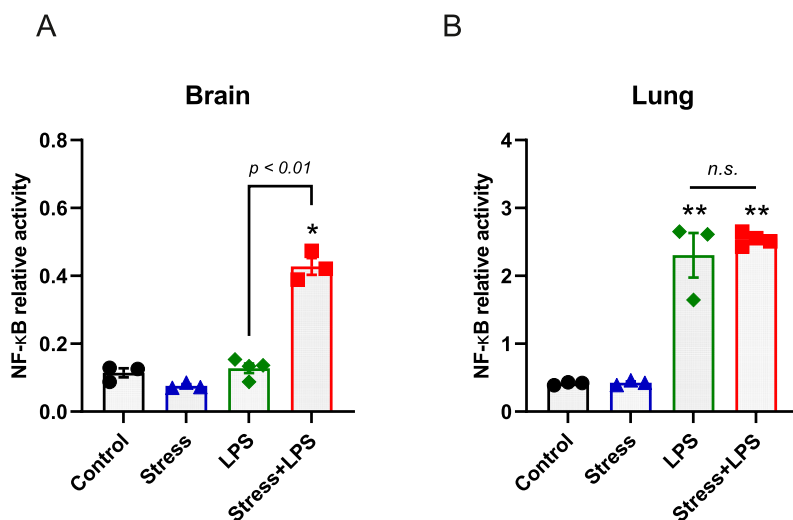 A
Brain
NF-κB relative activity
0.8
0.6
0.4
0.2
0.0
p < 0.01
*
Control
Stress
LPS
Stress+LPS
B
Lung
NF-κB relative activity
4
3
2
1
0
n.s.
**
**
Control
Stress
LPS
Stress+LPS